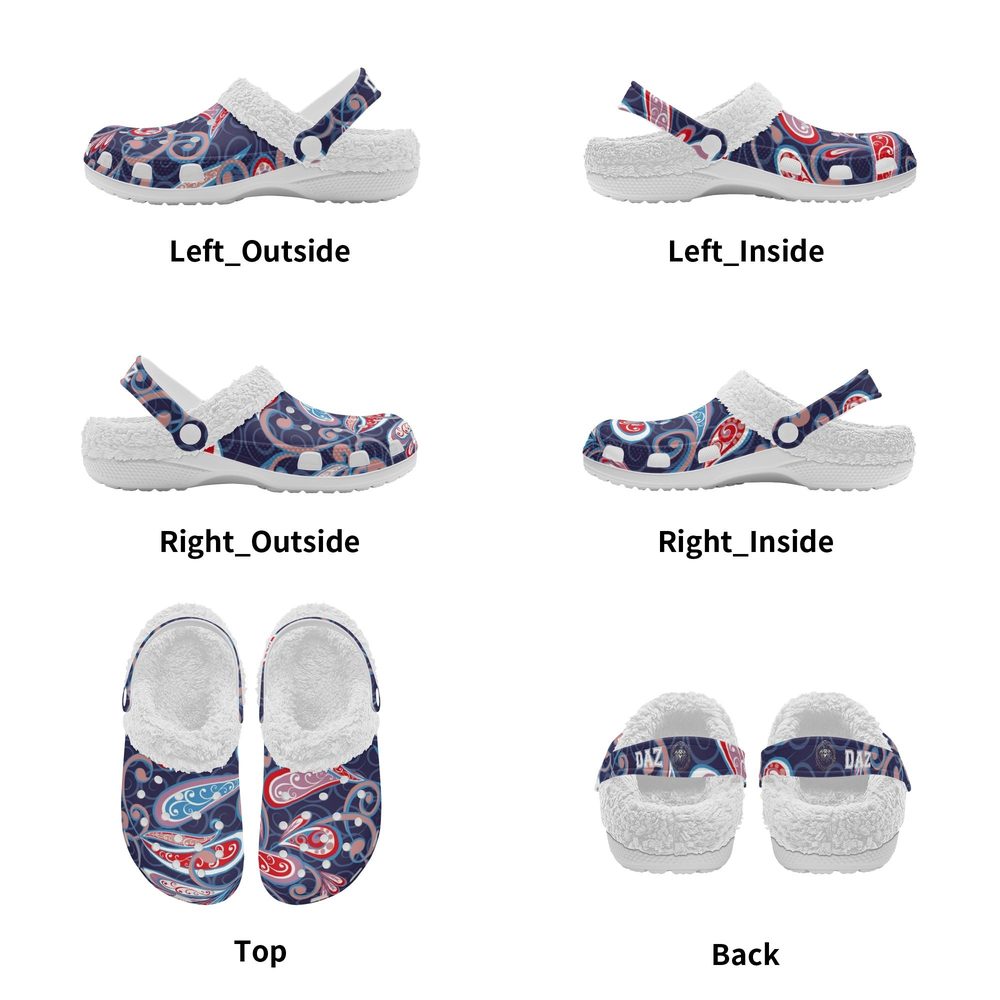 Left_Outside
Left_Inside
Right_Outside
Right_Inside
Top
DAZ
DAZ
Back